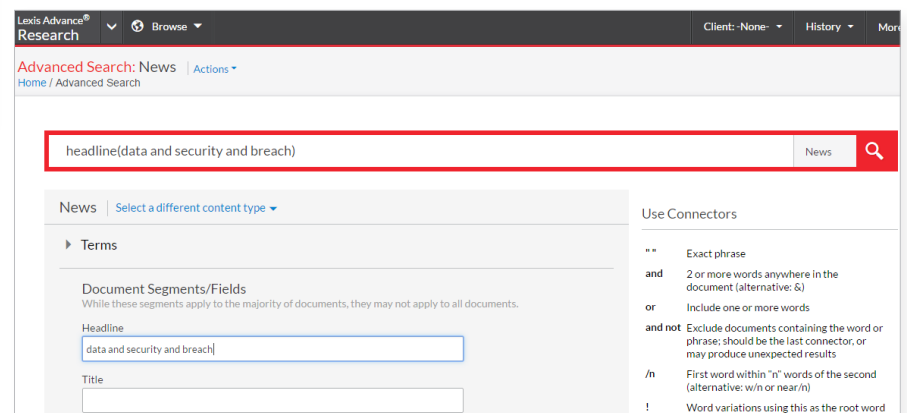 Lexis Advance®
Research
Browse
Client: -None-
History
More
Advanced Search: News | Actions
Home / Advanced Search
headline(data and security and breach)
News
News | Select a different content type
Terms
Document Segments/Fields
While these segments apply to the majority of documents, they may not apply to all documents.
Headline
data and security and breach
Title
Use Connectors
" " Exact phrase
and 2 or more words anywhere in the
document (alternative: &)
or Include one or more words
and not Exclude documents containing the word or
phrase; should be the last connector, or
may produce unexpected results
/n First word within "n" words of the second
(alternative: w/n or near/n)
! Word variations using this as the root word